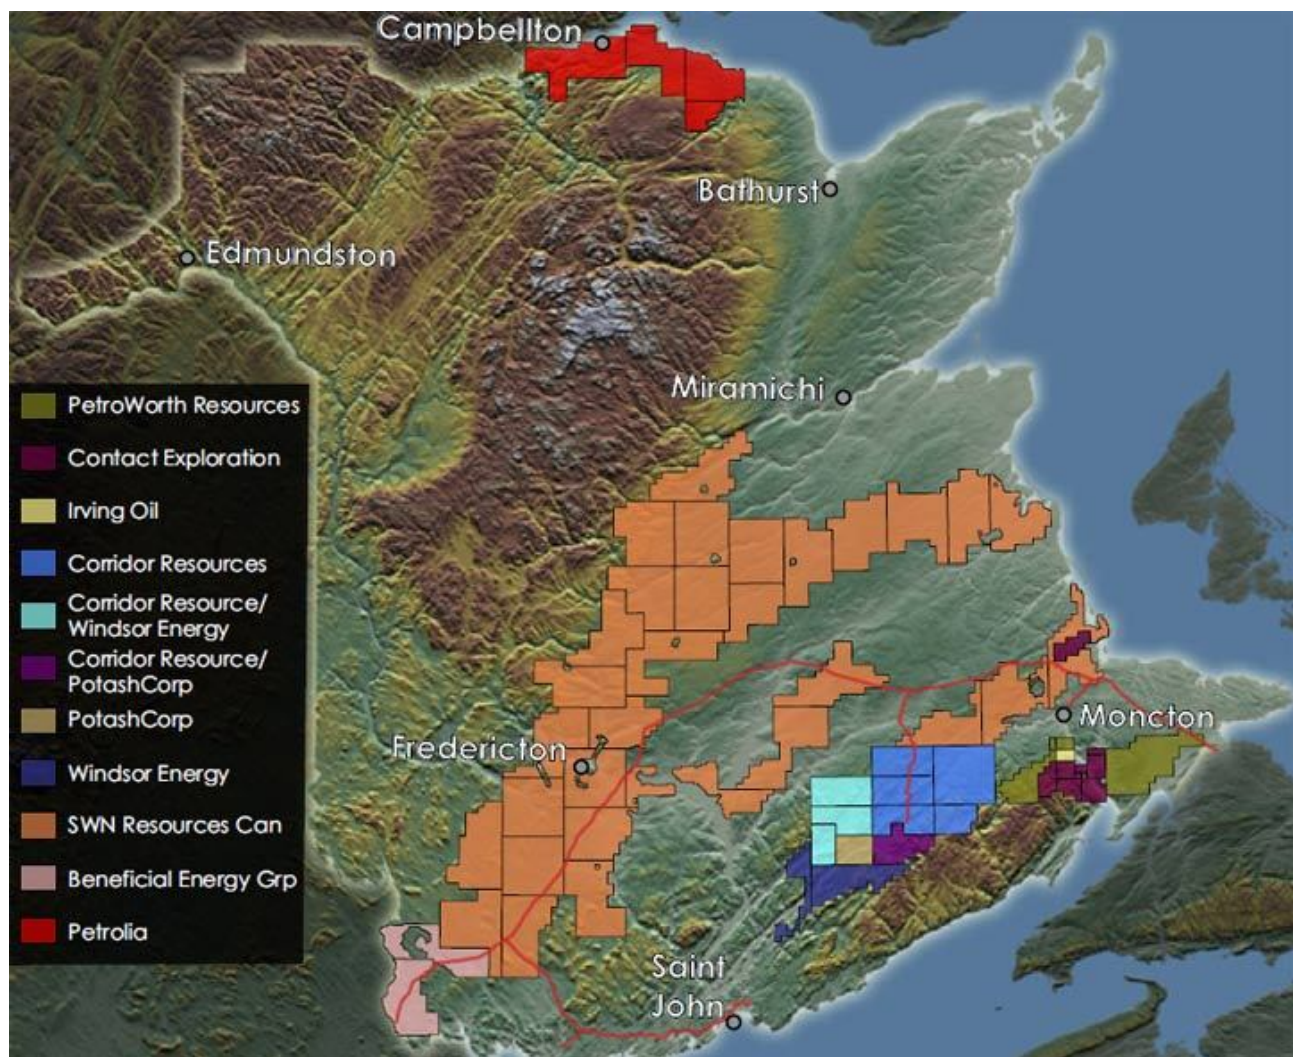 Campbellton
Bathurst
Edmundston
Miramichi
PetroWorth Resources
Contact Exploration
Irving Oil
Corridor Resources
Corridor Resource/
Windsor Energy
Corridor Resource/
PotashCorp
PotashCorp
Windsor Energy
SWN Resources Can
Beneficial Energy Grp
Petrolia
Moncton
Fredericton
Saint
John